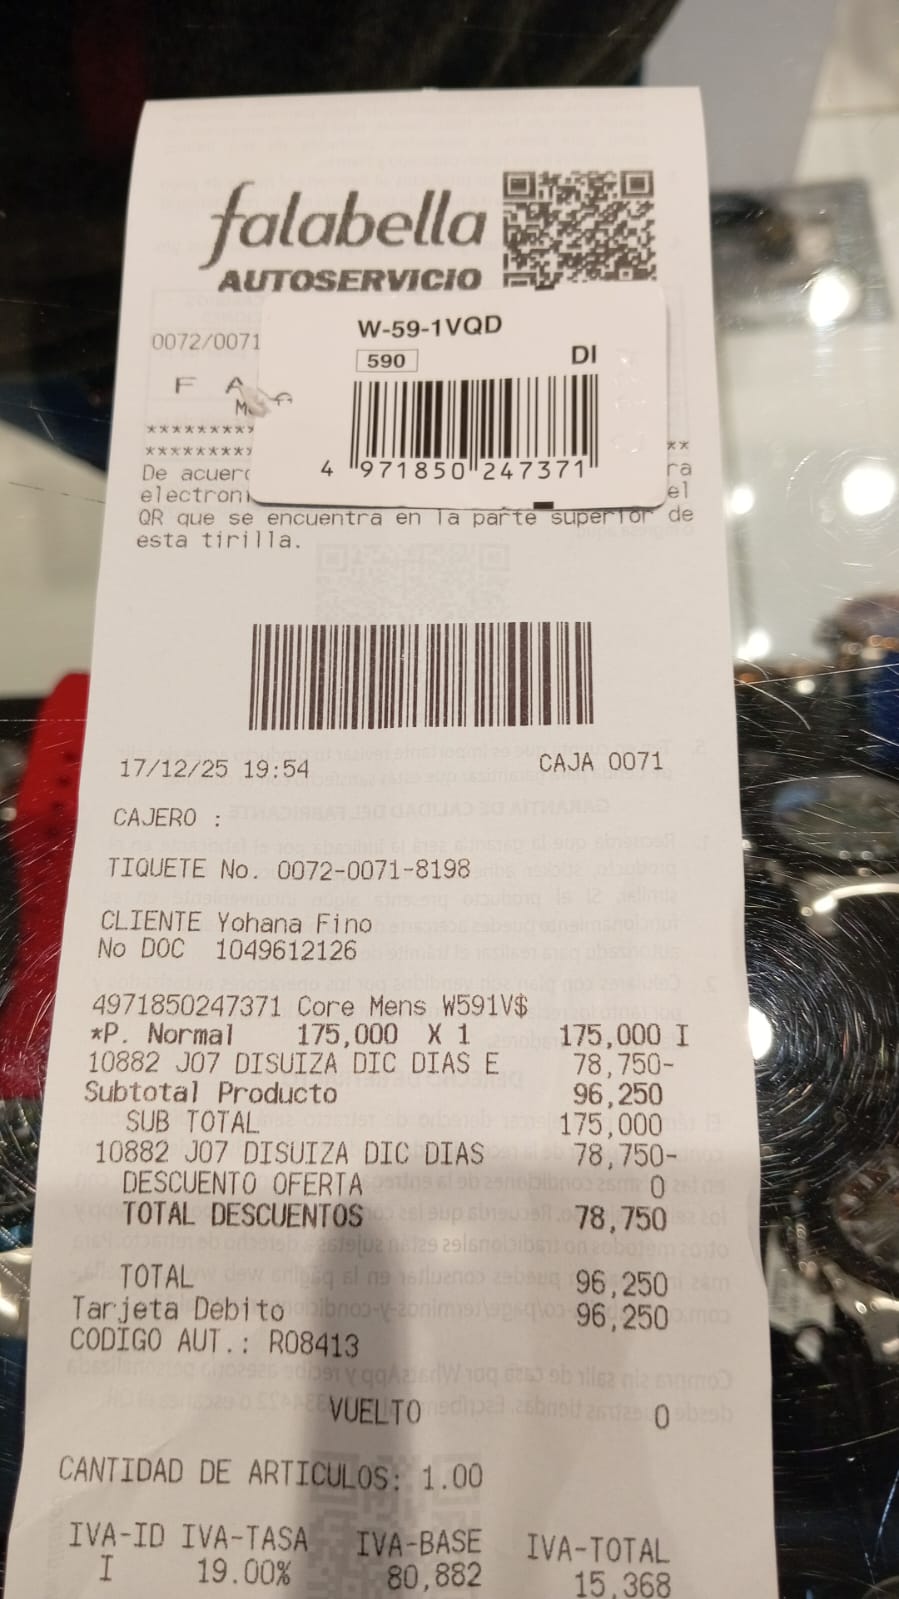 falabella
AUTOSERVICIO
W-59-1VQD
590 DI
4 971850 247371
0072/0071
F A
**********
********** **
De acuerd ra
electroni el
QR que se encuentra en la parte superior de
esta tirilla.
17/12/25 19:54 CAJA 0071
CAJERO :
TIQUETE No. 0072-0071-8198
CLIENTE Yohana Fino
No DOC 1049612126
4971850247371 Core Mens W591V$
*P. Normal 175,000 X 1 175,000 I
10882 J07 DISUIZA DIC DIAS E 78,750-
Subtotal Producto 96,250
SUB TOTAL 175,000
10882 J07 DISUIZA DIC DIAS 78,750-
DESCUENTO OFERTA 0
TOTAL DESCUENTOS 78,750
TOTAL 96,250
Tarjeta Debito 96,250
CODIGO AUT.: R08413
VUELTO 0
CANTIDAD DE ARTICULOS: 1.00
IVA-ID IVA-TASA IVA-BASE IVA-TOTAL
I 19.00% 80,882 15,368